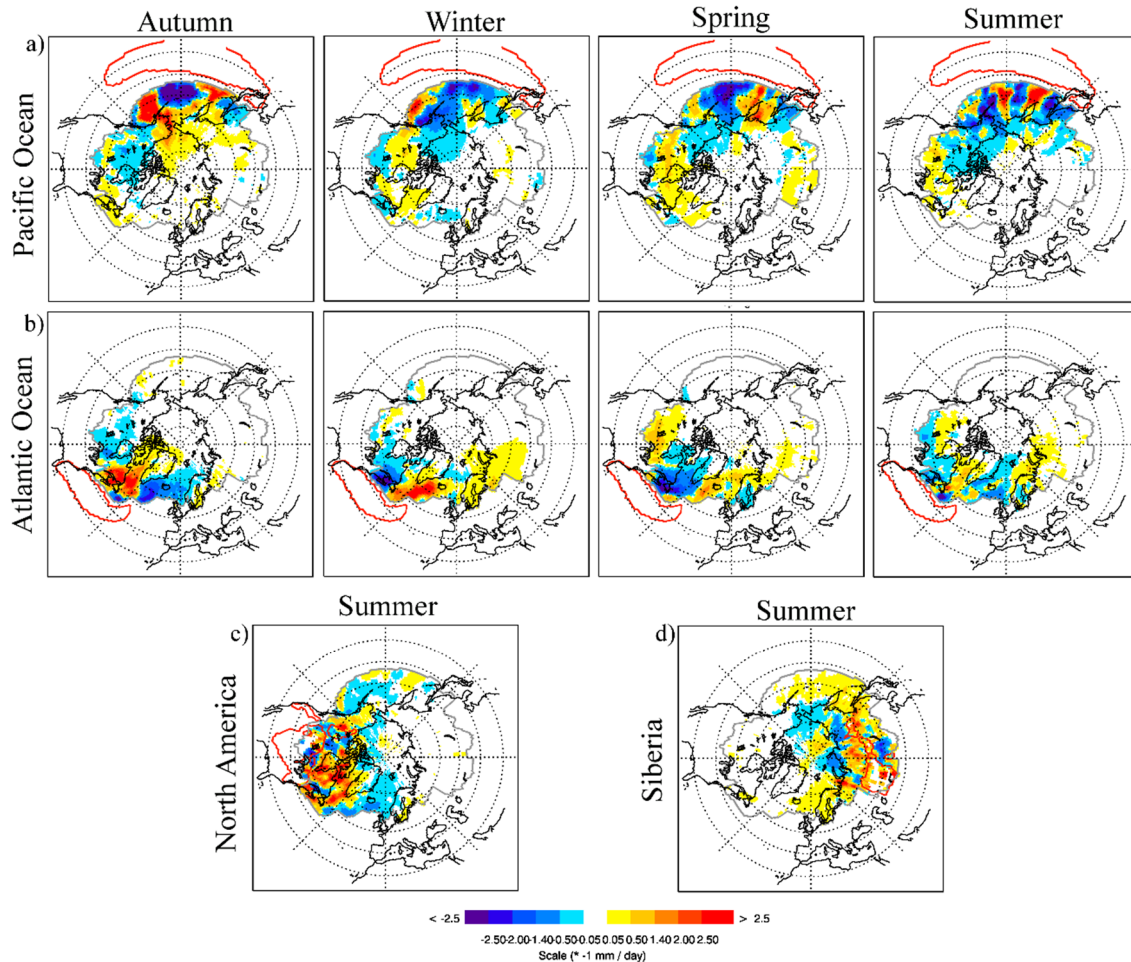 Autumn
Winter
Spring
Summer
a)
Pacific Ocean
b)
Atlantic Ocean
Summer
Summer
c)
North America
d)
Siberia
< -2.5
> 2.5
-2.50-2.00-1.40-0.50-0.05 0.05 0.50 1.40 2.00 2.50
Scale (* -1 mm / day)